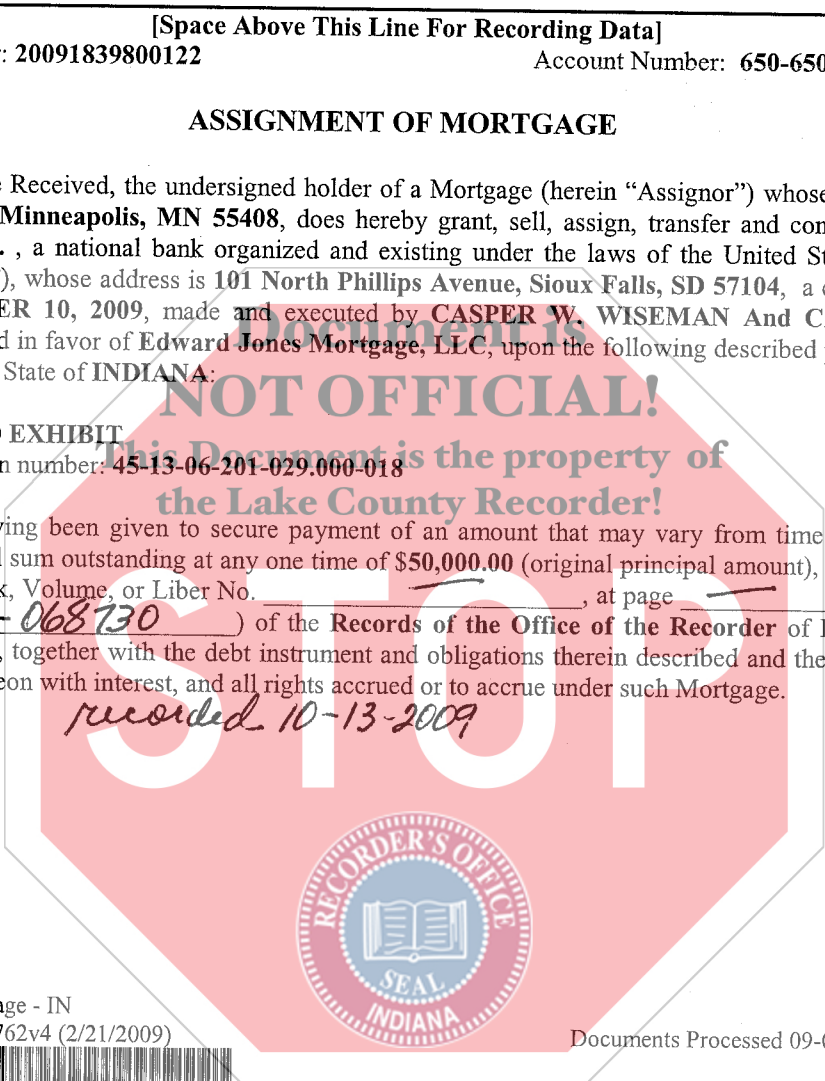 [Space Above This Line For Recording Data]
: 20091839800122 Account Number: 650-650
ASSIGNMENT OF MORTGAGE
Received, the undersigned holder of a Mortgage (herein “Assignor”) whose
Minneapolis, MN 55408, does hereby grant, sell, assign, transfer and con
. , a national bank organized and existing under the laws of the United St
), whose address is 101 North Phillips Avenue, Sioux Falls, SD 57104, a
ER 10, 2009, made and executed by CASPER W. WISEMAN And C
Document is
d in favor of Edward Jones Mortgage, LLC, upon the following described
State of INDIANA:
NOT OFFICIAL!
EXHIBIT
This Document is the property of
n number: 45-13-06-201-029.000-018
the Lake County Recorder!
ving been given to secure payment of an amount that may vary from time
sum outstanding at any one time of $50,000.00 (original principal amount),
, Volume, or Liber No. ______, at page ______
- 068730 ) of the Records of the Office of the Recorder of
, together with the debt instrument and obligations therein described and the
eon with interest, and all rights accrued or to accrue under such Mortgage.
recorded 10-13-2009
STOP
RECORDER'S OFFICE
SEAL
INDIANA
age - IN
762v4 (2/21/2009) Documents Processed 09-